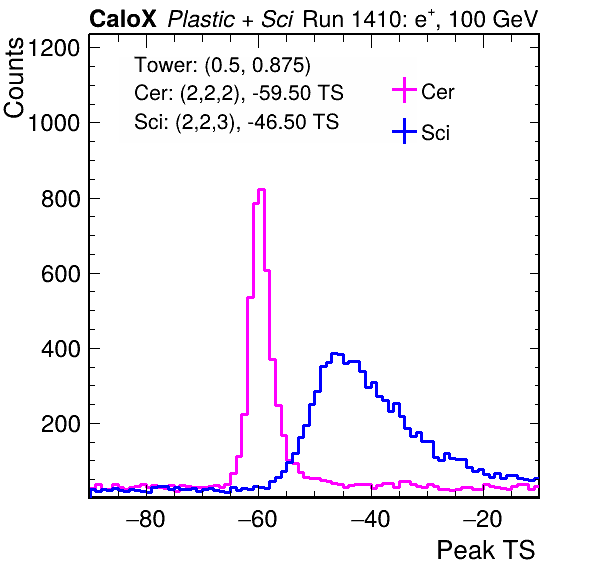 CaloX Plastic + Sci Run 1410: e⁺, 100 GeV
Counts
Tower: (0.5, 0.875)
Cer: (2,2,2), -59.50 TS
Sci: (2,2,3), -46.50 TS
Cer
Sci
1200
1000
800
600
400
200
−80 −60 −40 −20
Peak TS